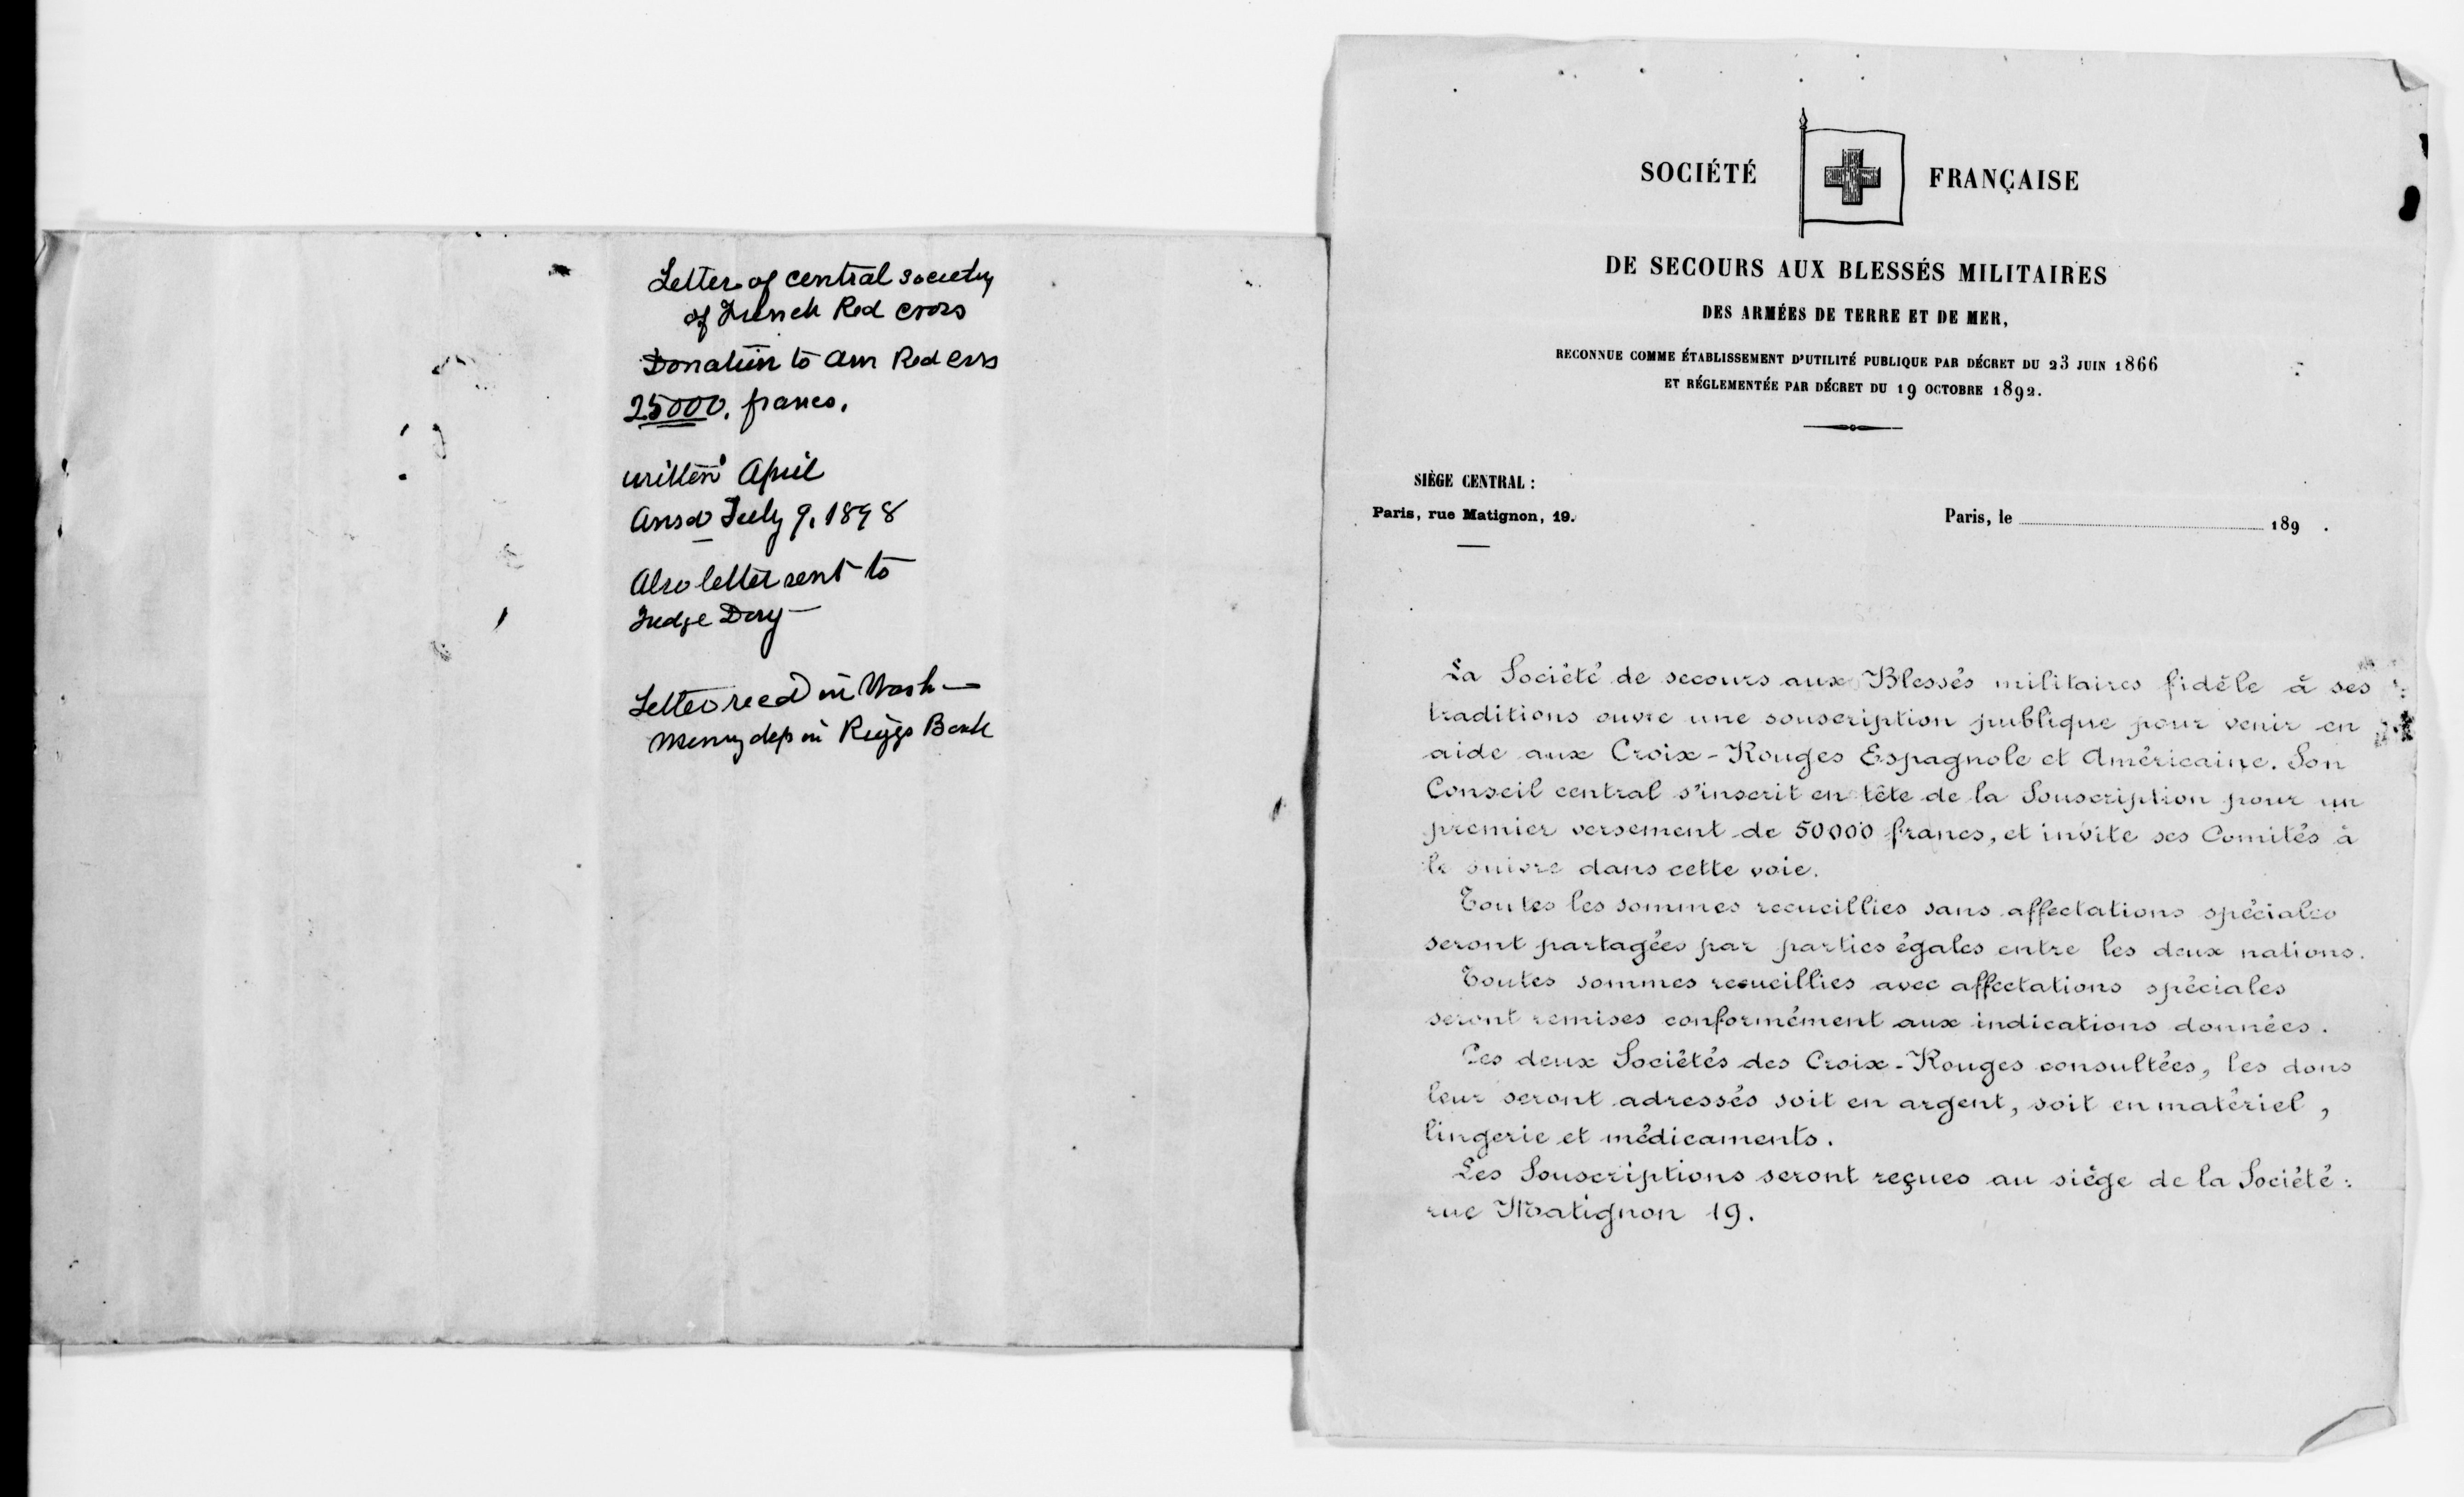 Letter of central society
of French Red cross
Donation to Am Red Crss
25000. francs.
written April
Ansd July 9. 1898
Also letter sent to
Judge Day —
Letter recd in Wash —
Money dep in Riggs Bank
SOCIÉTÉ FRANÇAISE
DE SECOURS AUX BLESSÉS MILITAIRES
DES ARMÉES DE TERRE ET DE MER,
RECONNUE COMME ÉTABLISSEMENT D'UTILITÉ PUBLIQUE PAR DÉCRET DU 23 JUIN 1866
ET RÉGLEMENTÉE PAR DÉCRET DU 19 OCTOBRE 1892.
SIÈGE CENTRAL :
Paris, rue Matignon, 19.
Paris, le 189 .
La Société de secours aux Blessés militaires fidèle à ses
traditions ouvre une souscription publique pour venir en
aide aux Croix-Rouges Espagnole et Américaine. Son
Conseil central s'inscrit en tête de la Souscription pour un
premier versement de 50000 francs, et invite ses Comités à
le suivre dans cette voie.
Toutes les sommes recueillies sans affectations spéciales
seront partagées par parties égales entre les deux nations.
Toutes sommes recueillies avec affectations spéciales
seront remises conformément aux indications données.
Les deux Sociétés des Croix-Rouges consultées, les dons
leur seront adressés soit en argent, soit en matériel,
lingerie et médicaments.
Les Souscriptions seront reçues au siège de la Société :
rue Matignon 19.